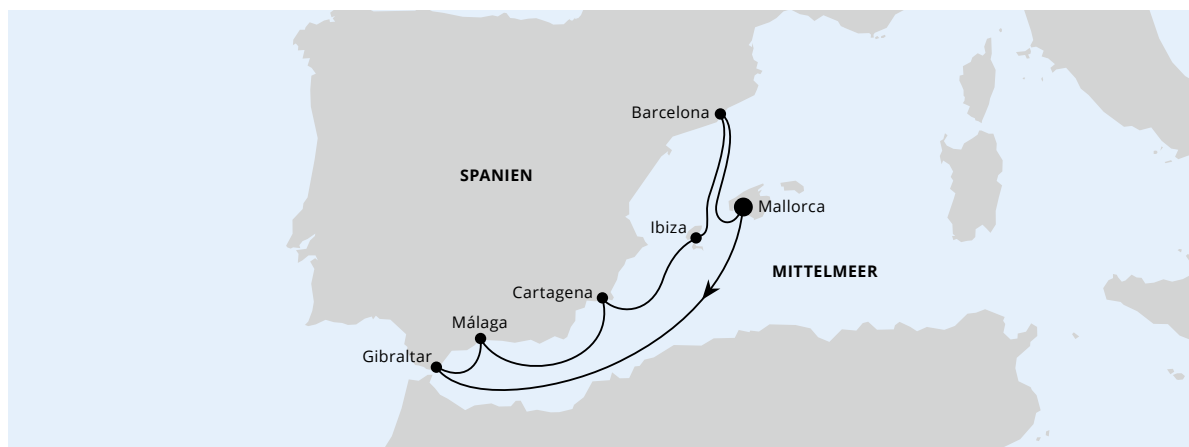 Barcelona
SPANIEN
Mallorca
Ibiza
MITTELMEER
Cartagena
Málaga
Gibraltar